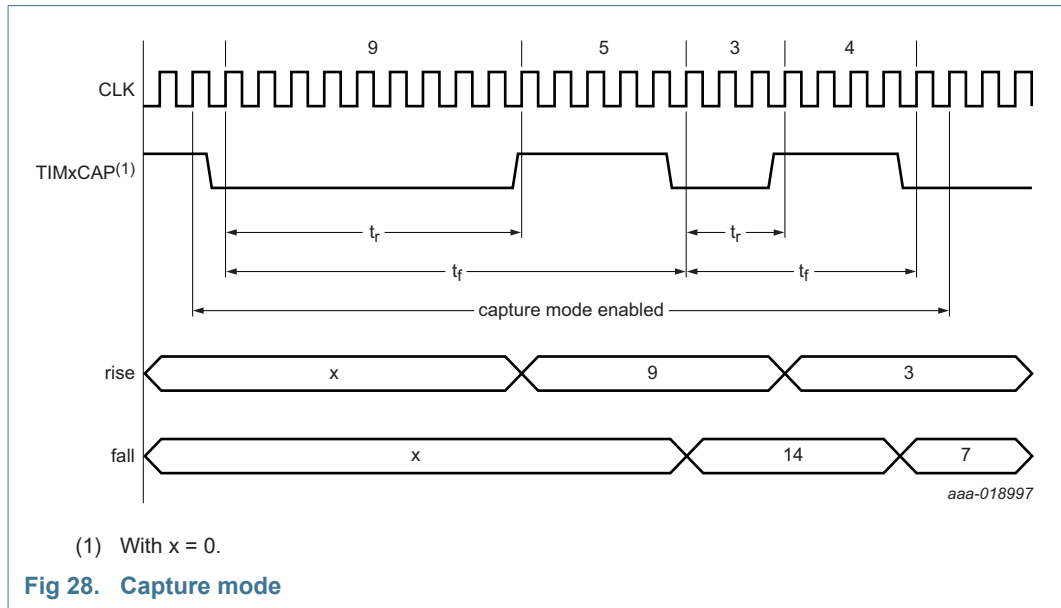 9 5 3 4
CLK
TIMxCAP(1)
tr tr
tf tf
capture mode enabled
rise x 9 3
fall x 14 7
aaa-018997
(1) With x = 0.
Fig 28. Capture mode